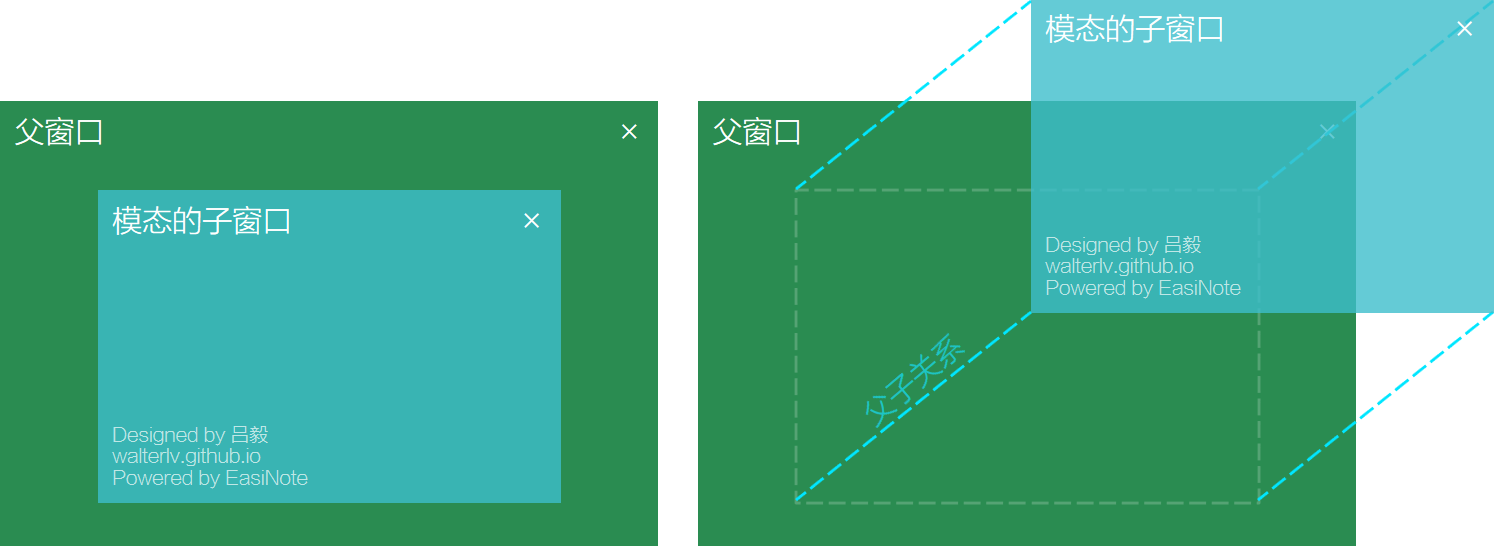 父窗口
模态的子窗口
Designed by 吕毅
walterlv.github.io
Powered by EasiNote
模态的子窗口
父窗口
Designed by 吕毅
walterlv.github.io
Powered by EasiNote
父子关系